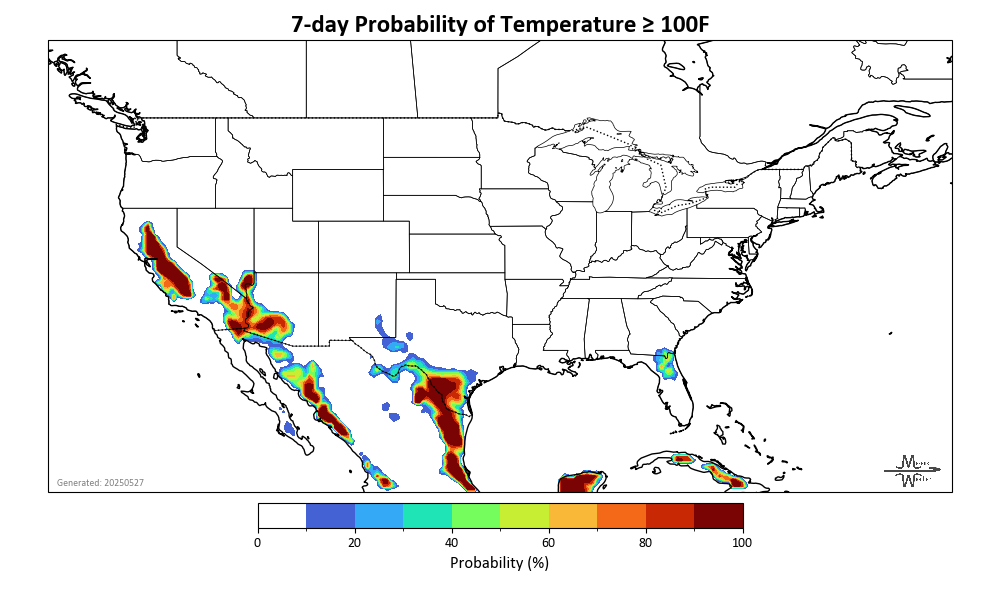 7-day Probability of Temperature ≥ 100F
Generated: 20250527
0 20 40 60 80 100
Probability (%)